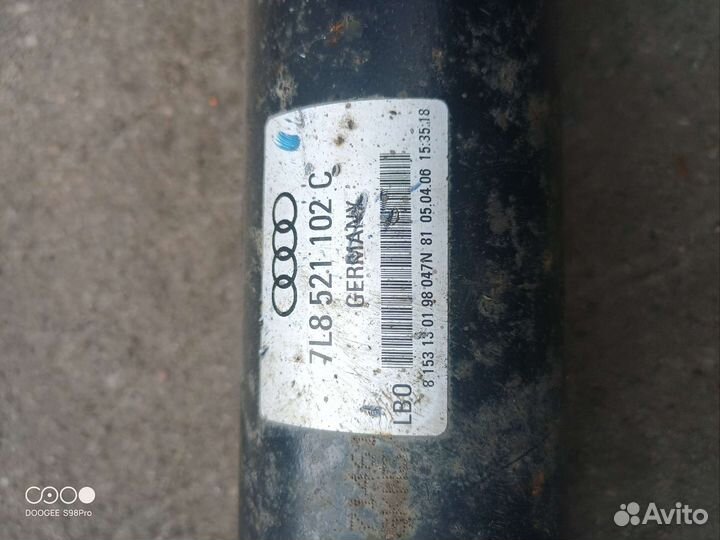 7L8 521 102 C
GERMANY
LBO
8 153 13 01 98 047N 81 05.04.06 15:35:18
DOOGEE S98Pro
Avito